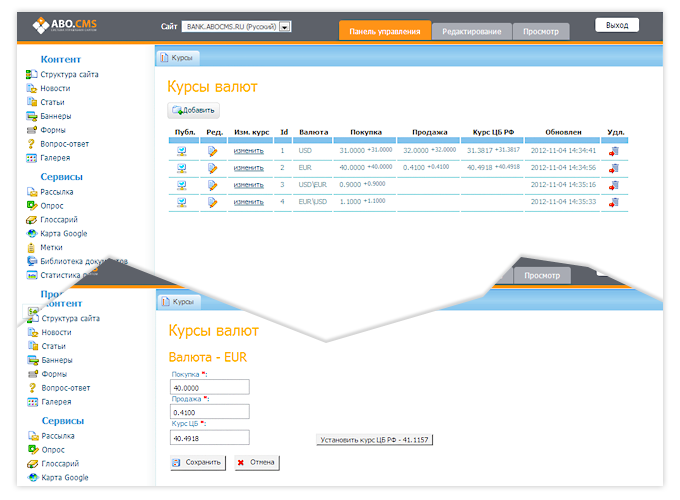 ABO.CMS
СИСТЕМА УПРАВЛЕНИЯ САЙТОМ
Сайт BANK.ABOCMS.RU (Русский)
Панель управления Редактирование Просмотр Выход
Контент
Структура сайта
Новости
Статьи
Баннеры
Формы
Вопрос-ответ
Галерея
Сервисы
Рассылка
Опрос
Глоссарий
Карта Google
Метки
Библиотека документов
Статистика
Курсы
Курсы валют
Добавить
Публ. Ред. Изм. курс Id Валюта Покупка Продажа Курс ЦБ РФ Обновлен Удл.
изменить 1 USD 31.0000 +31.0000 32.0000 +32.0000 31.3817 +31.3817 2012-11-04 14:34:41
изменить 2 EUR 40.0000 +40.0000 0.4100 +0.4100 40.4918 +40.4918 2012-11-04 14:34:56
изменить 3 USD\EUR 0.9000 +0.9000 2012-11-04 14:35:16
изменить 4 EUR\USD 1.1000 +1.1000 2012-11-04 14:35:33
CMS
Просмотр
Контент
Структура сайта
Новости
Статьи
Баннеры
Формы
Вопрос-ответ
Галерея
Сервисы
Рассылка
Опрос
Глоссарий
Карта Google
Курсы
Курсы валют
Валюта - EUR
Покупка *:
40.0000
Продажа *:
0.4100
Курс ЦБ *:
40.4918
Установить курс ЦБ РФ - 41.1157
Сохранить Отмена